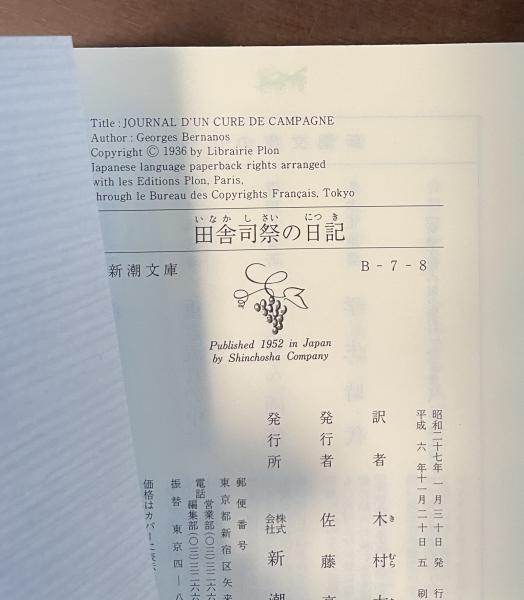 Title : JOURNAL D'UN CURE DE CAMPAGNE
Author : Georges Bernanos
Copyright © 1936 by Librairie Plon
Japanese language paperback rights arranged
with les Editions Plon, Paris,
through le Bureau des Copyrights Français, Tokyo
いなか しさい にっき
田舎司祭の日記
新潮文庫
B-7-8
Published 1952 in Japan
by Shinchosha Company
昭和二十七年一月三十日発行
平成六年十一月二十日五刷
訳者 木村
き むら
発行者 佐藤
発行所 株式会社 新潮
郵便番号
東京都新宿区矢来
電話 営業部(〇三)三二六六
編集部(〇三)三二六六
振替 東京四―八
価格はカバーに表示